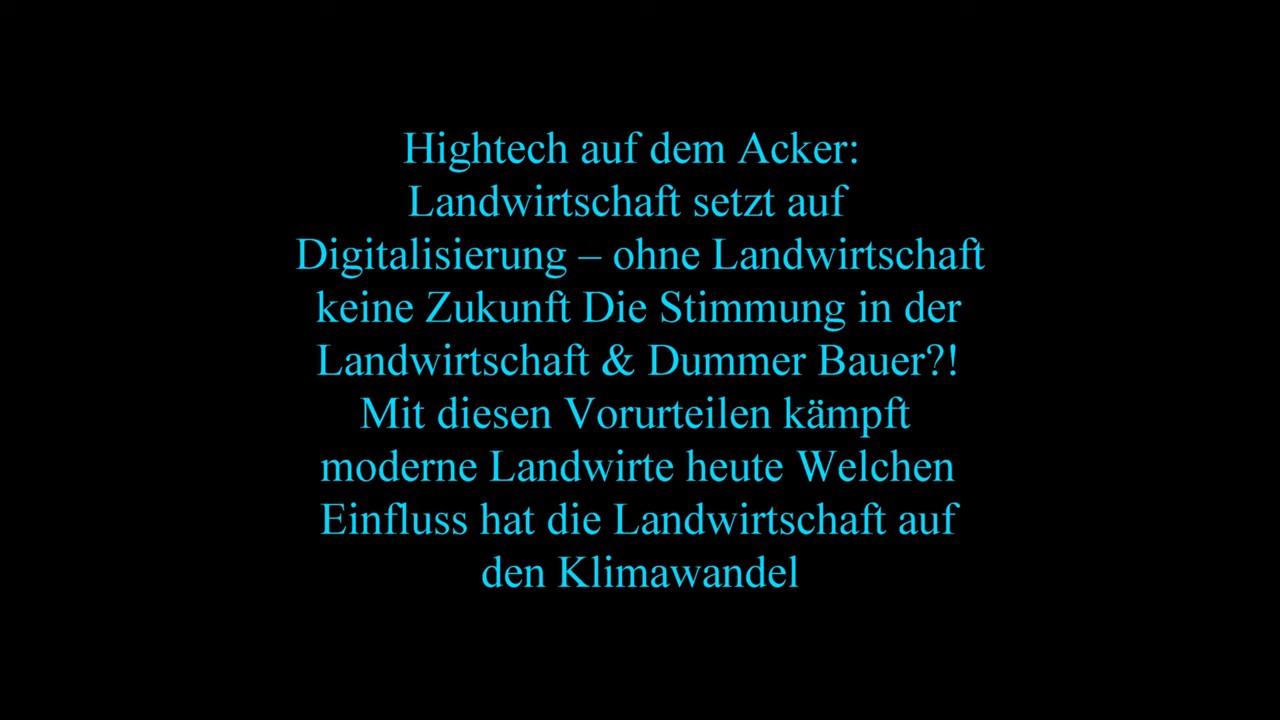 Hightech auf dem Acker:
Landwirtschaft setzt auf
Digitalisierung – ohne Landwirtschaft
keine Zukunft Die Stimmung in der
Landwirtschaft & Dummer Bauer?!
Mit diesen Vorurteilen kämpft
moderne Landwirte heute Welchen
Einfluss hat die Landwirtschaft auf
den Klimawandel